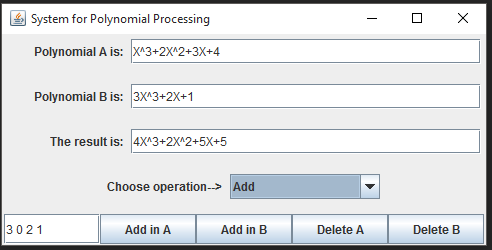 System for Polynomial Processing
Polynomial A is: X^3+2X^2+3X+4
Polynomial B is: 3X^3+2X+1
The result is: 4X^3+2X^2+5X+5
Choose operation--> Add
3 0 2 1 Add in A Add in B Delete A Delete B